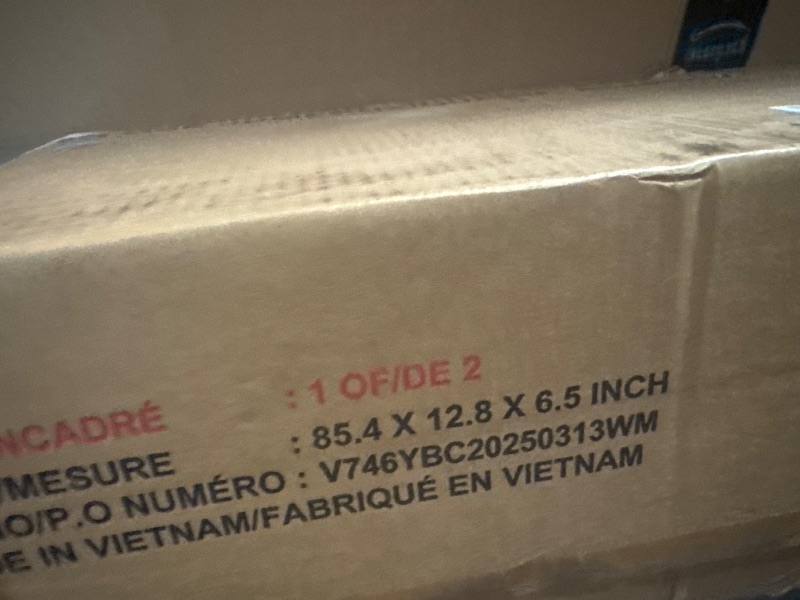 NCADRÉ : 1 OF/DE 2
/MESURE : 85.4 X 12.8 X 6.5 INCH
O/P.O NUMÉRO : V746YBC20250313WM
DE IN VIETNAM/FABRIQUÉ EN VIETNAM